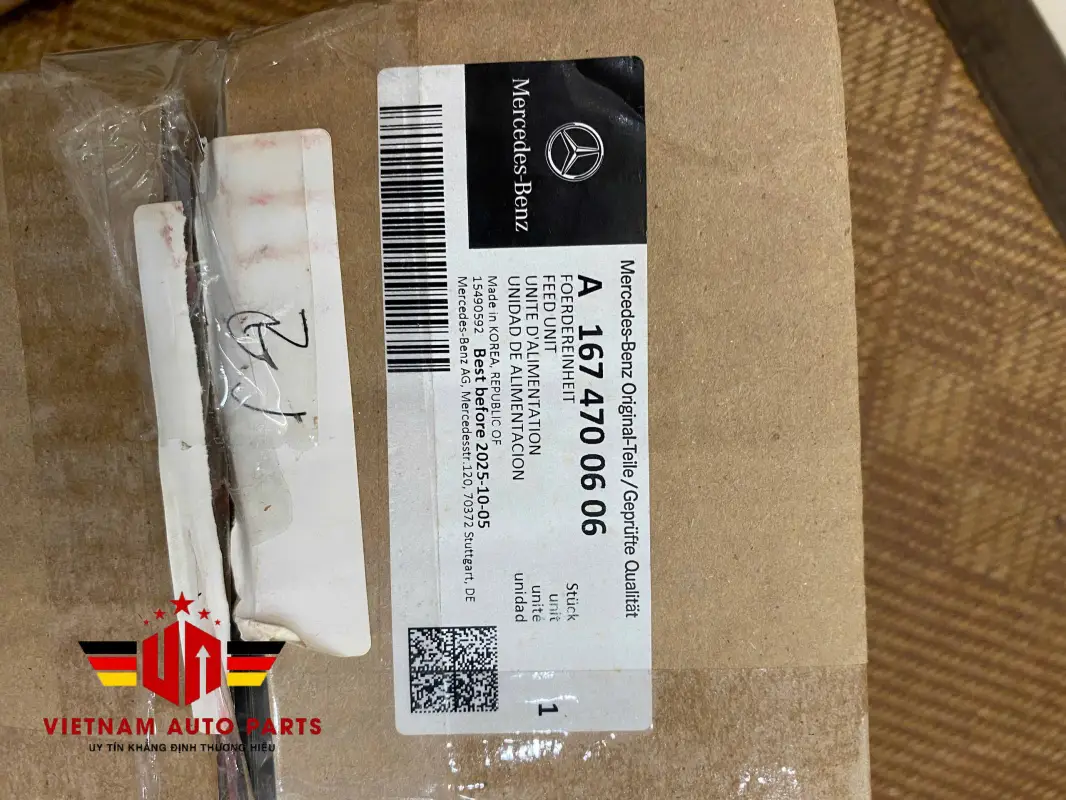 Mercedes-Benz
Mercedes-Benz Original-Teile/Geprüfte Qualität
A 167 470 06 06
FOERDEREINHEIT
FEED UNIT
UNITE D'ALIMENTATION
UNIDAD DE ALIMENTACION
Stück
unit
unité
unidad
1
Made in KOREA, REPUBLIC OF
15490592 Best before 2025-10-05
Mercedes-Benz AG, Mercedesstr.120, 70372 Stuttgart, DE
VIETNAM AUTO PARTS
UY TÍN KHẲNG ĐỊNH THƯƠNG HIỆU